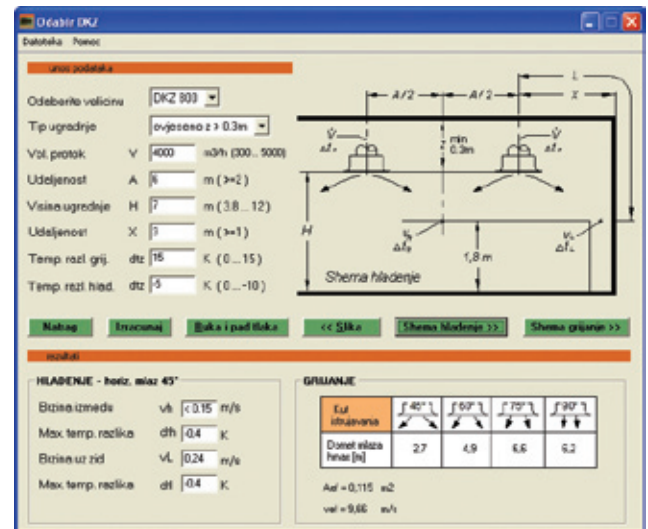 Odabir DKZ
Datoteka Pomoc
unos podataka
Odaberite velicinu DKZ 800
Tip ugradnje ovjeseno z > 0.3m
Vol. protok V 4000 m3/h (300... 5000)
Udaljenost A 6 m (>=2)
Visina ugradnje H 7 m (3.8... 12)
Udaljenost X 3 m (>=1)
Temp. razl. grij. dtz 15 K (0...15)
Temp. razl. hlad. dtz -5 K (0...-10)
L
A/2 A/2 X
V̇ min V̇
0.3m
H
1,8 m
Shema hladenje
Natrag Izracunaj Buka i pad tlaka << Slika Shema hladenje >> Shema grijanje >>
rezultati
HLAĐENJE - horiz. mlaz 45°
Brzina izmedu vh < 0.15 m/s
Max. temp. razlika dth -0.4 K
Brzina uz zid vL 0.24 m/s
Max. temp. razlika dtl -0.4 K
GRIJANJE
Kut istrujavanja 45° 60° 75° 90°
Domet mlaza hmax [m] 2,7 4,9 6,6 6,2
Aef = 0,115 m2
vef = 9,66 m/s